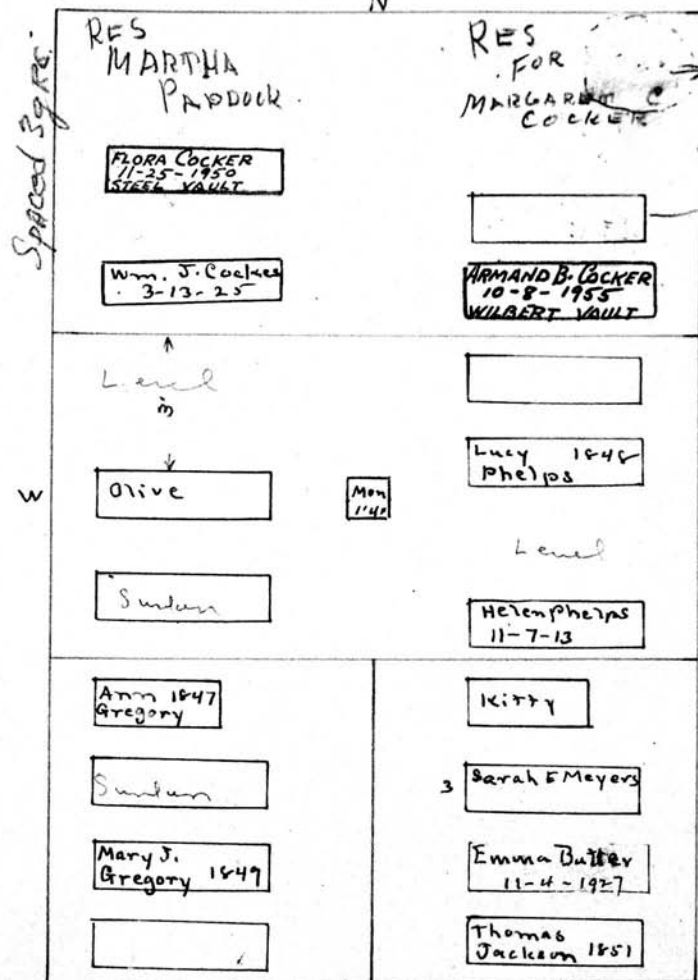 N
RES
MARTHA
PADDOCK
RES
FOR
MARGARET C
COCKER
Spaced 3
FLORA COCKER
11-25-1950
STEEL VAULT
Wm. J. Cocker
3-13-25
ARMAND B. COCKER
10-8-1955
WILBERT VAULT
Level
in
Lucy 1848
Phelps
W
Olive
Mon
Level
Sunken
Helen Phelps
11-7-13
Ann 1847
Gregory
Kitty
Sunken
3
Sarah E Meyers
Mary J.
Gregory 1849
Emma Butler
11-4-1927
Thomas
Jackson 1851